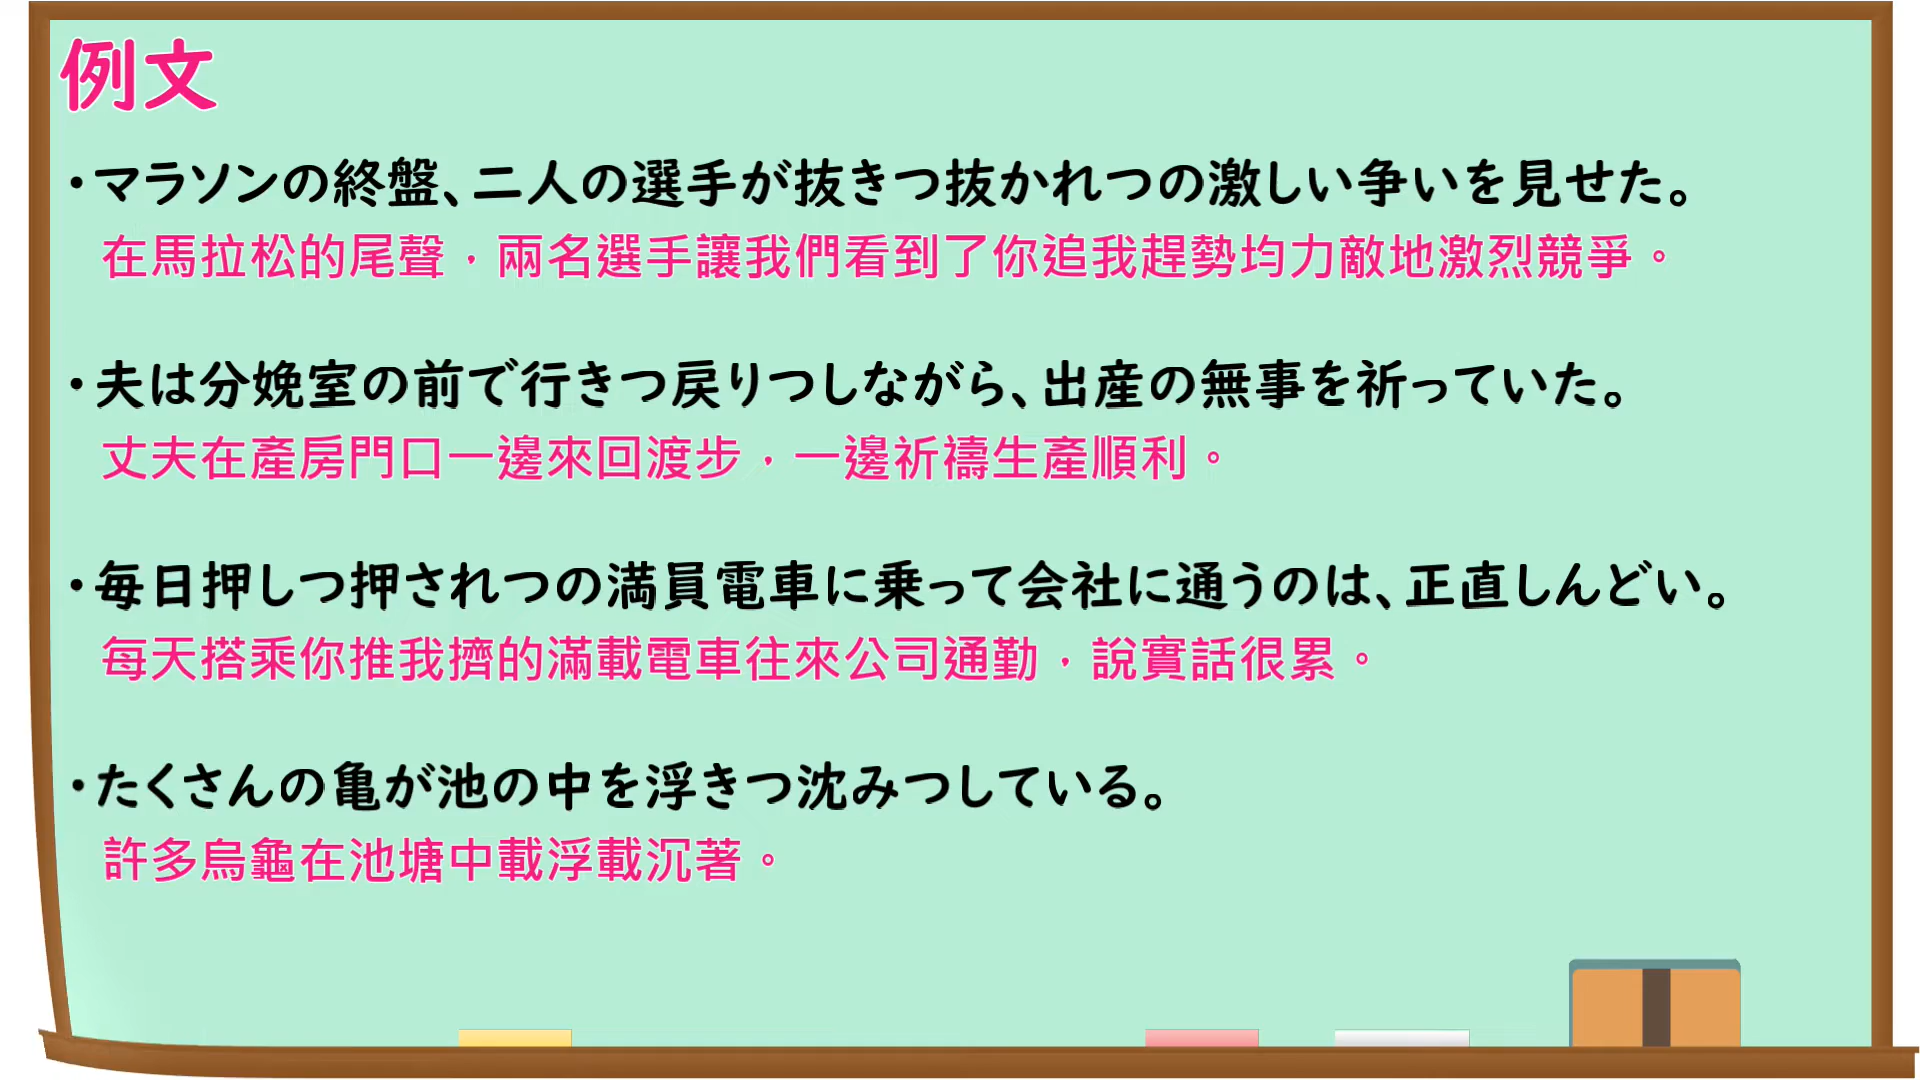 例文
・マラソンの終盤、二人の選手が抜きつ抜かれつの激しい争いを見せた。
在馬拉松的尾聲，兩名選手讓我們看到了你追我趕勢均力敵地激烈競爭。
・夫は分娩室の前で行きつ戻りつしながら、出産の無事を祈っていた。
丈夫在產房門口一邊來回渡步，一邊祈禱生產順利。
・毎日押しつ押されつの満員電車に乗って会社に通うのは、正直しんどい。
每天搭乘你推我擠的滿載電車往來公司通勤，說實話很累。
・たくさんの亀が池の中を浮きつ沈みつしている。
許多烏龜在池塘中載浮載沉著。